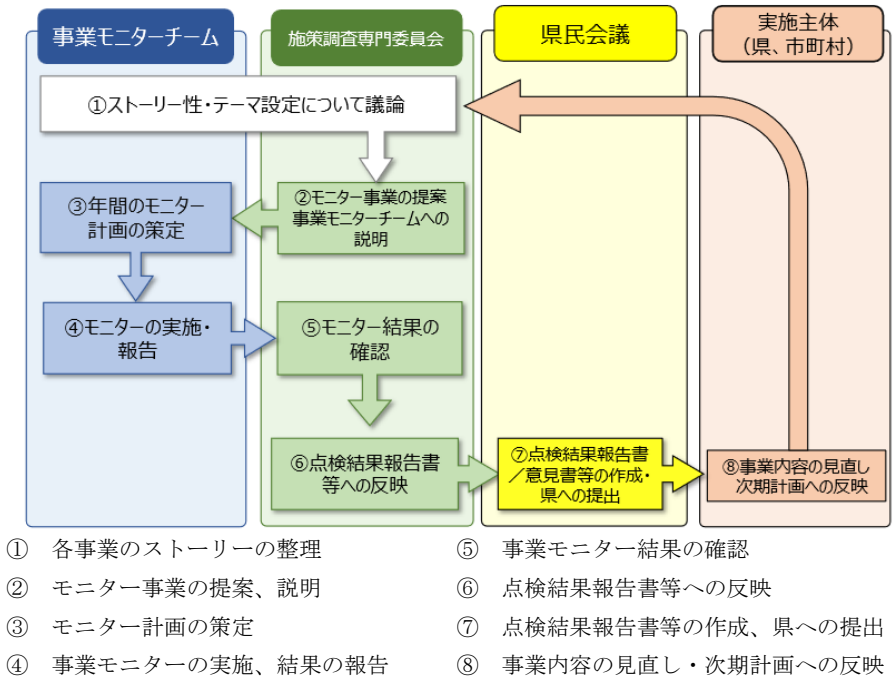 事業モニターチーム
施策調査専門委員会
県民会議
実施主体
(県、市町村)
①ストーリー性・テーマ設定について議論
②モニター事業の提案
事業モニターチームへの
説明
③年間のモニター
計画の策定
④モニターの実施・
報告
⑤モニター結果の
確認
⑥点検結果報告書
等への反映
⑦点検結果報告書
／意見書等の作成・
県への提出
⑧事業内容の見直し
次期計画への反映
① 各事業のストーリーの整理
② モニター事業の提案、説明
③ モニター計画の策定
④ 事業モニターの実施、結果の報告
⑤ 事業モニター結果の確認
⑥ 点検結果報告書等への反映
⑦ 点検結果報告書等の作成、県への提出
⑧ 事業内容の見直し・次期計画への反映